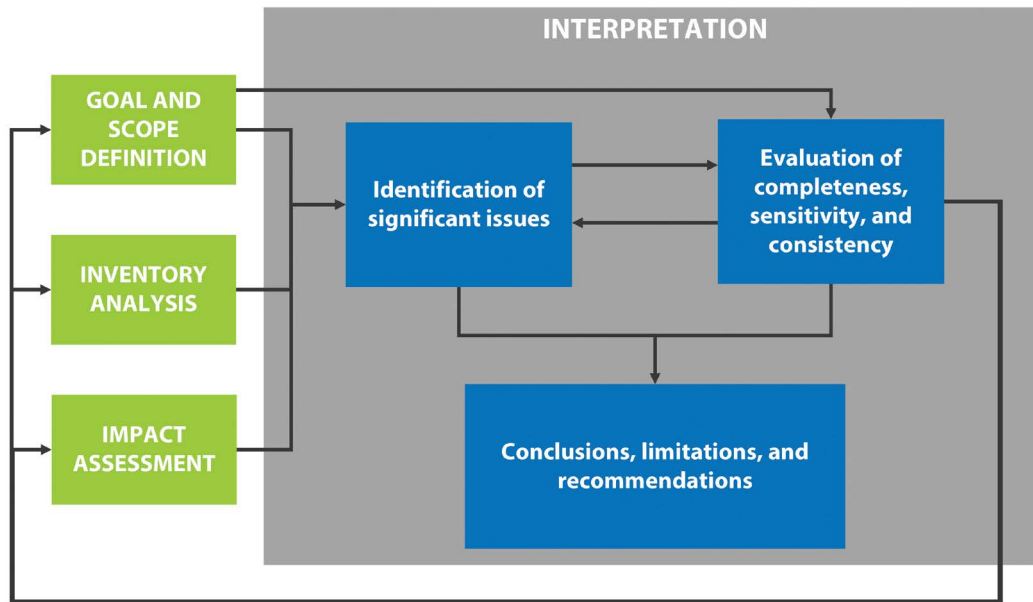 INTERPRETATION
GOAL AND
SCOPE
DEFINITION
Identification of
significant issues
Evaluation of
completeness,
sensitivity, and
consistency
INVENTORY
ANALYSIS
IMPACT
ASSESSMENT
Conclusions, limitations, and
recommendations